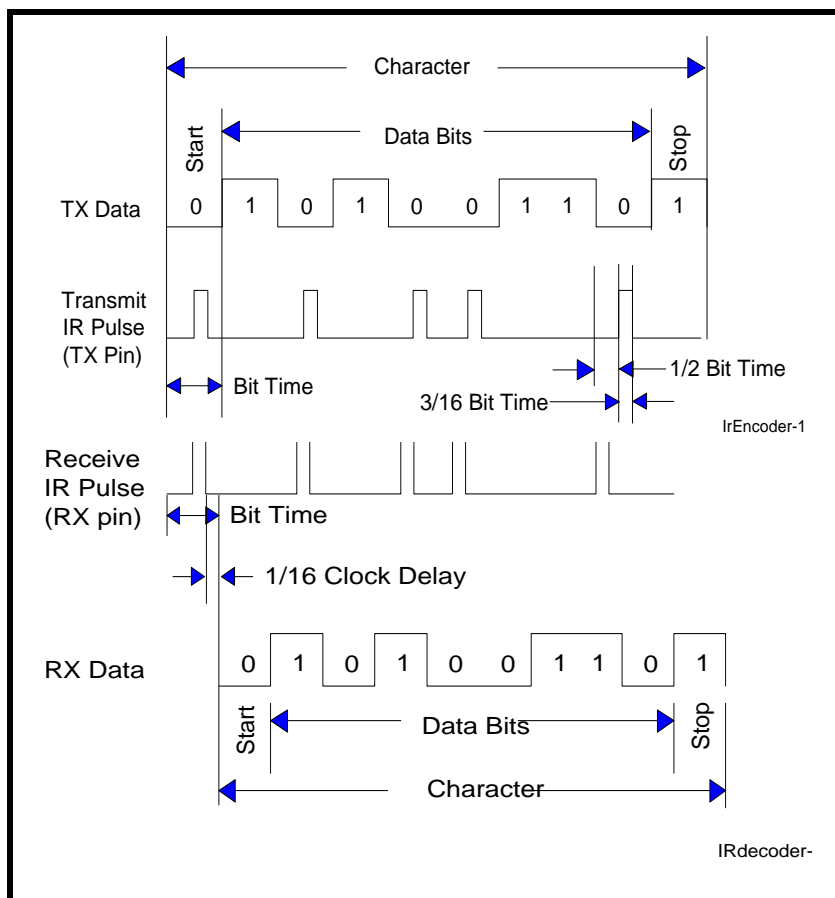 Character
Start
Data Bits
Stop
TX Data
0 1 0 1 0 0 1 1 0 1
Transmit
IR Pulse
(TX Pin)
Bit Time
1/2 Bit Time
3/16 Bit Time
IrEncoder-1
Receive
IR Pulse
(RX pin)
Bit Time
1/16 Clock Delay
RX Data
0 1 0 1 0 0 1 1 0 1
Start
Data Bits
Stop
Character
IRdecoder-